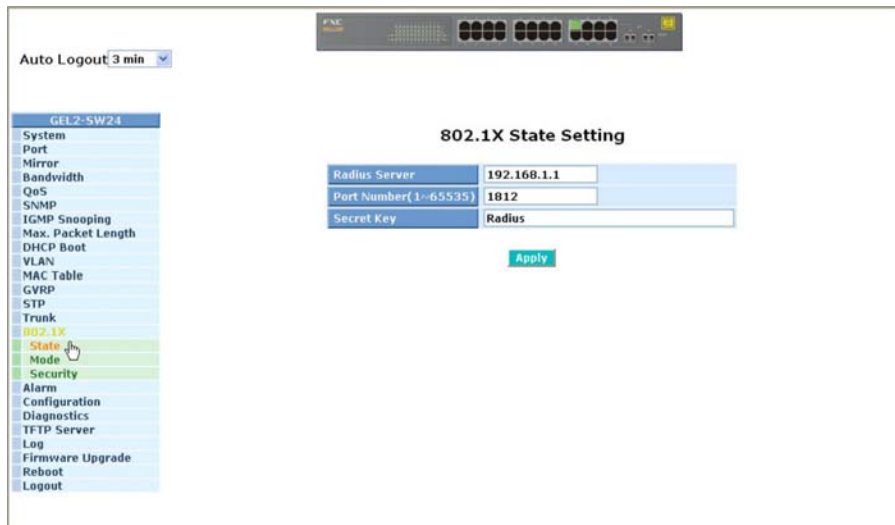 FXC
Auto Logout 3 min
GEL2-SW24
System
Port
Mirror
Bandwidth
QoS
SNMP
IGMP Snooping
Max. Packet Length
DHCP Boot
VLAN
MAC Table
GVRP
STP
Trunk
802.1X
State
Mode
Security
Alarm
Configuration
Diagnostics
TFTP Server
Log
Firmware Upgrade
Reboot
Logout
802.1X State Setting
Radius Server 192.168.1.1
Port Number(1~65535) 1812
Secret Key Radius
Apply